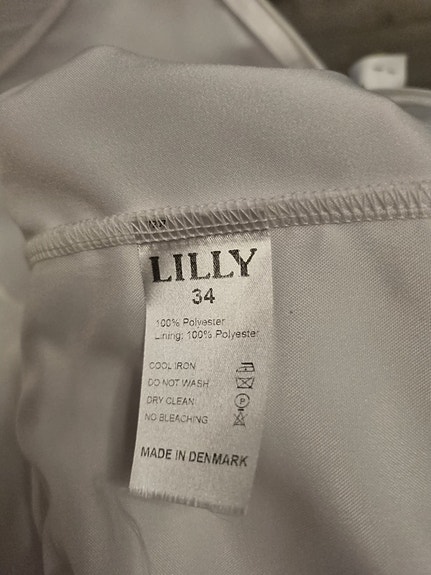 LILLY
34
100% Polyester
Lining; 100% Polyester
COOL IRON
DO NOT WASH
DRY CLEAN
P
NO BLEACHING
MADE IN DENMARK